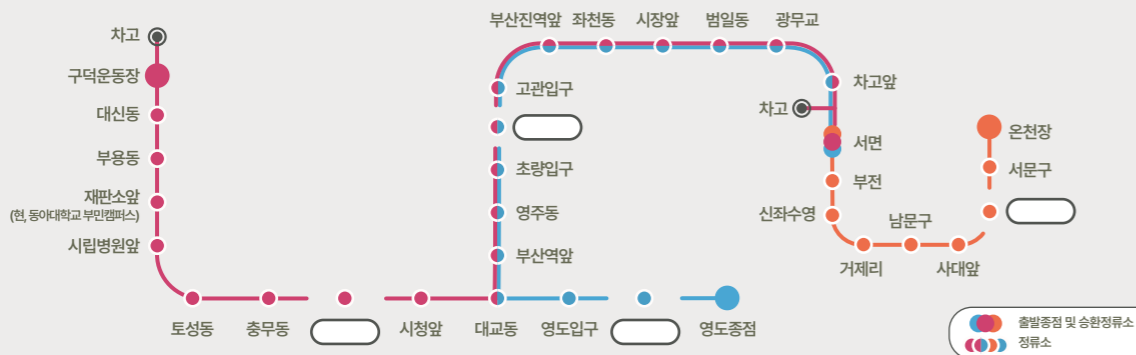 차고
구덕운동장
대신동
부용동
재판소앞
(현, 동아대학교 부민캠퍼스)
시립병원앞
토성동
충무동
시청앞
대교동
영도입구
영도종점
부산역앞
영주동
초량입구
고관입구
부산진역앞
좌천동
시장앞
범일동
광무교
차고앞
차고
서면
부전
신좌수영
거제리
남문구
사대앞
서문구
온천장
출발종점 및 승환정류소
정류소